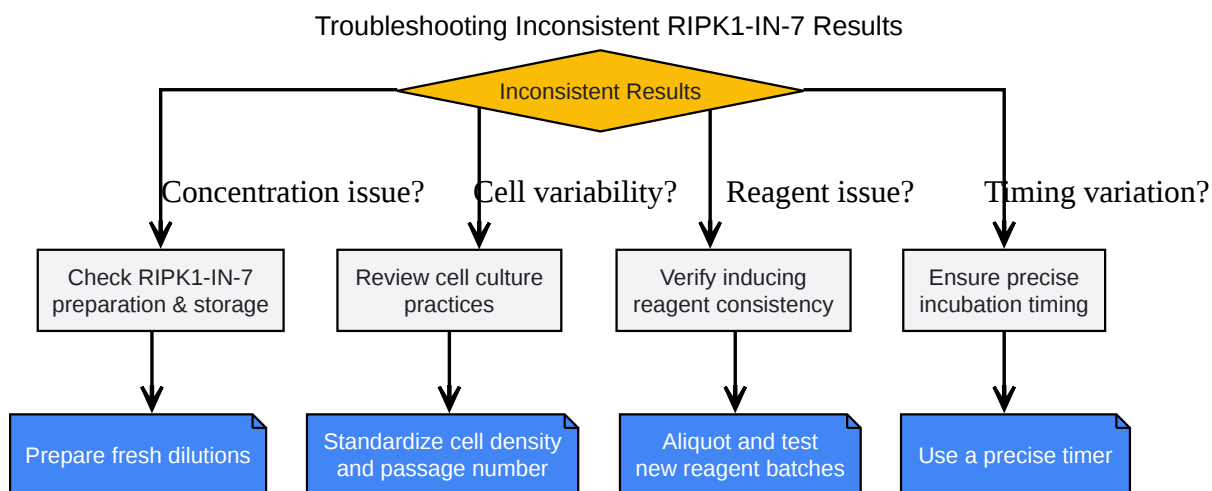 Troubleshooting Inconsistent RIPK1-IN-7 Results
Inconsistent Results
Concentration issue?
Cell variability?
Reagent issue?
Timing variation?
Check RIPK1-IN-7
preparation & storage
Review cell culture
practices
Verify inducing
reagent consistency
Ensure precise
incubation timing
Prepare fresh dilutions
Standardize cell density
and passage number
Aliquot and test
new reagent batches
Use a precise timer